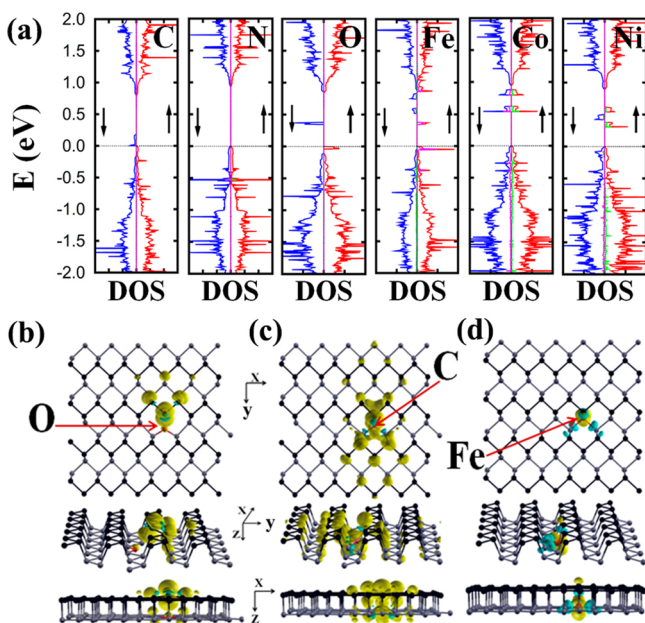 (a)
C N O Fe Co Ni
E (eV)
2.0
1.5
1.0
0.5
0.0
-0.5
-1.0
-1.5
-2.0
DOS DOS DOS DOS DOS DOS
(b) (c) (d)
x
y
O
C
Fe
x
y
z
x
z
x
z